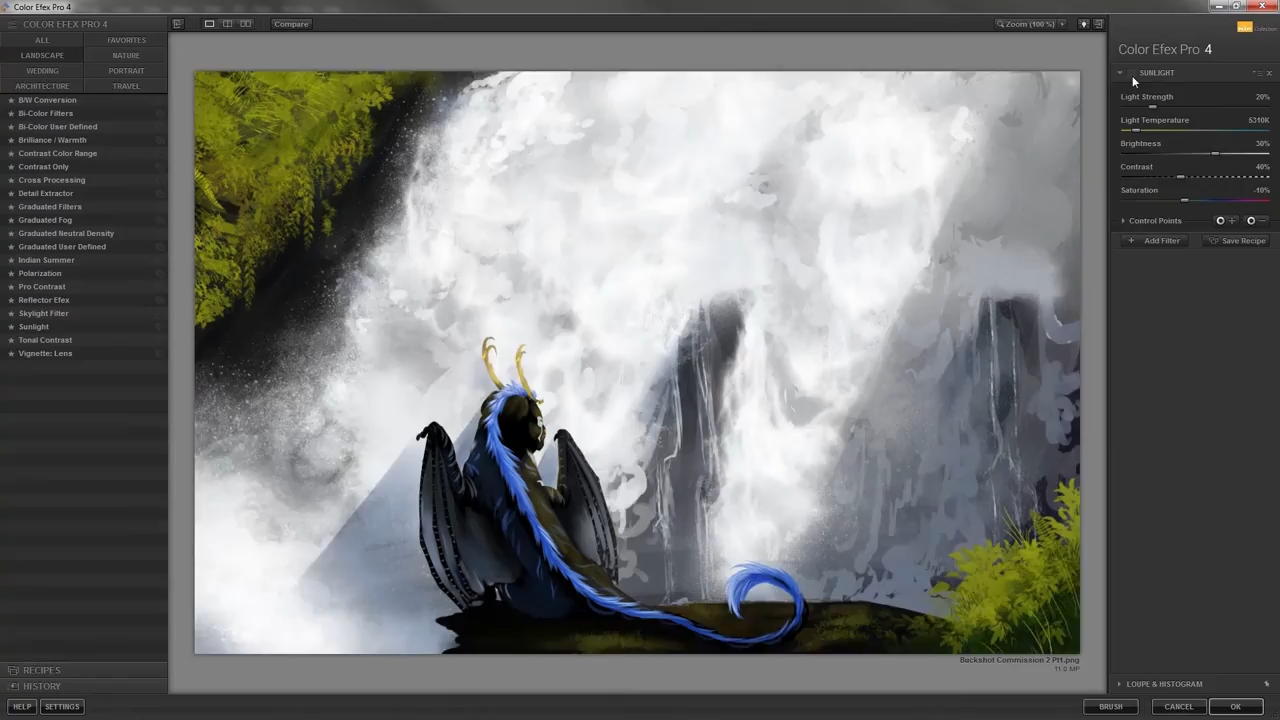 Color Efex Pro 4
COLOR EFEX PRO 4
ALL
FAVORITES
LANDSCAPE
NATURE
WEDDING
PORTRAIT
ARCHITECTURE
TRAVEL
B/W Conversion
Bi-Color Filters
Bi-Color User Defined
Brilliance / Warmth
Contrast Color Range
Contrast Only
Cross Processing
Detail Extractor
Graduated Filters
Graduated Fog
Graduated Neutral Density
Graduated User Defined
Indian Summer
Polarization
Pro Contrast
Reflector Efex
Skylight Filter
Sunlight
Tonal Contrast
Vignette: Lens
RECIPES
HISTORY
HELP
SETTINGS
Compare
Zoom (100 %)
Buckshot Commission 2 Pt1.png
11.0 MP
Collection
Color Efex Pro 4
SUNLIGHT
Light Strength 20%
Light Temperature 5310K
Brightness 30%
Contrast 40%
Saturation -10%
Control Points
Add Filter
Save Recipe
LOUPE & HISTOGRAM
BRUSH
CANCEL
OK